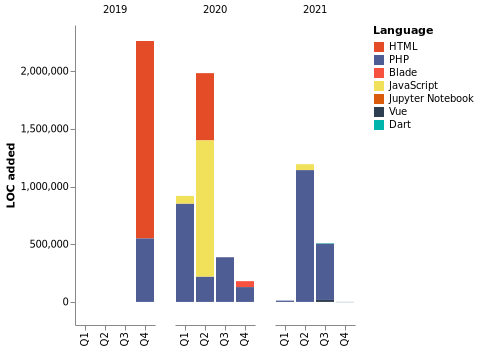 2019 2020 2021
Language
HTML
PHP
Blade
JavaScript
Jupyter Notebook
Vue
Dart
LOC added
2,000,000
1,500,000
1,000,000
500,000
0
Q1 Q2 Q3 Q4 Q1 Q2 Q3 Q4 Q1 Q2 Q3 Q4